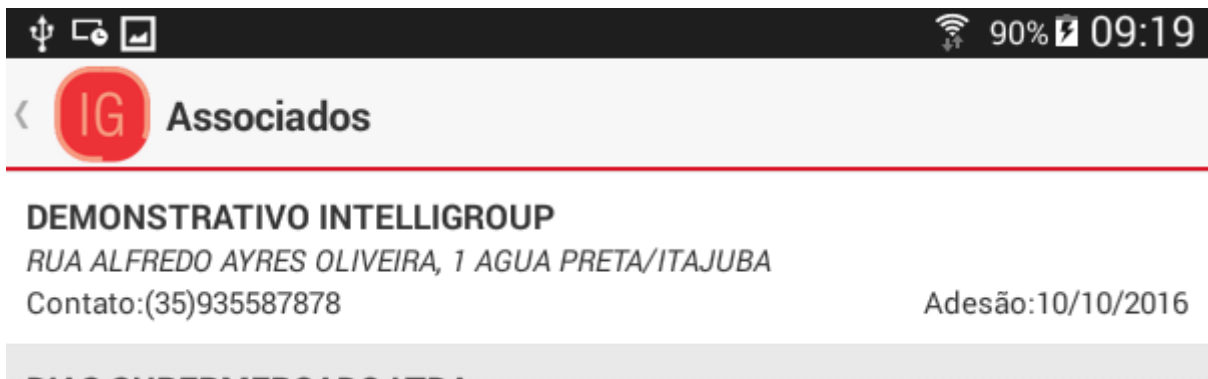 90% 09:19
IG Associados
DEMONSTRATIVO INTELLIGROUP
RUA ALFREDO AYRES OLIVEIRA, 1 AGUA PRETA/ITAJUBA
Contato:(35)935587878 Adesão:10/10/2016